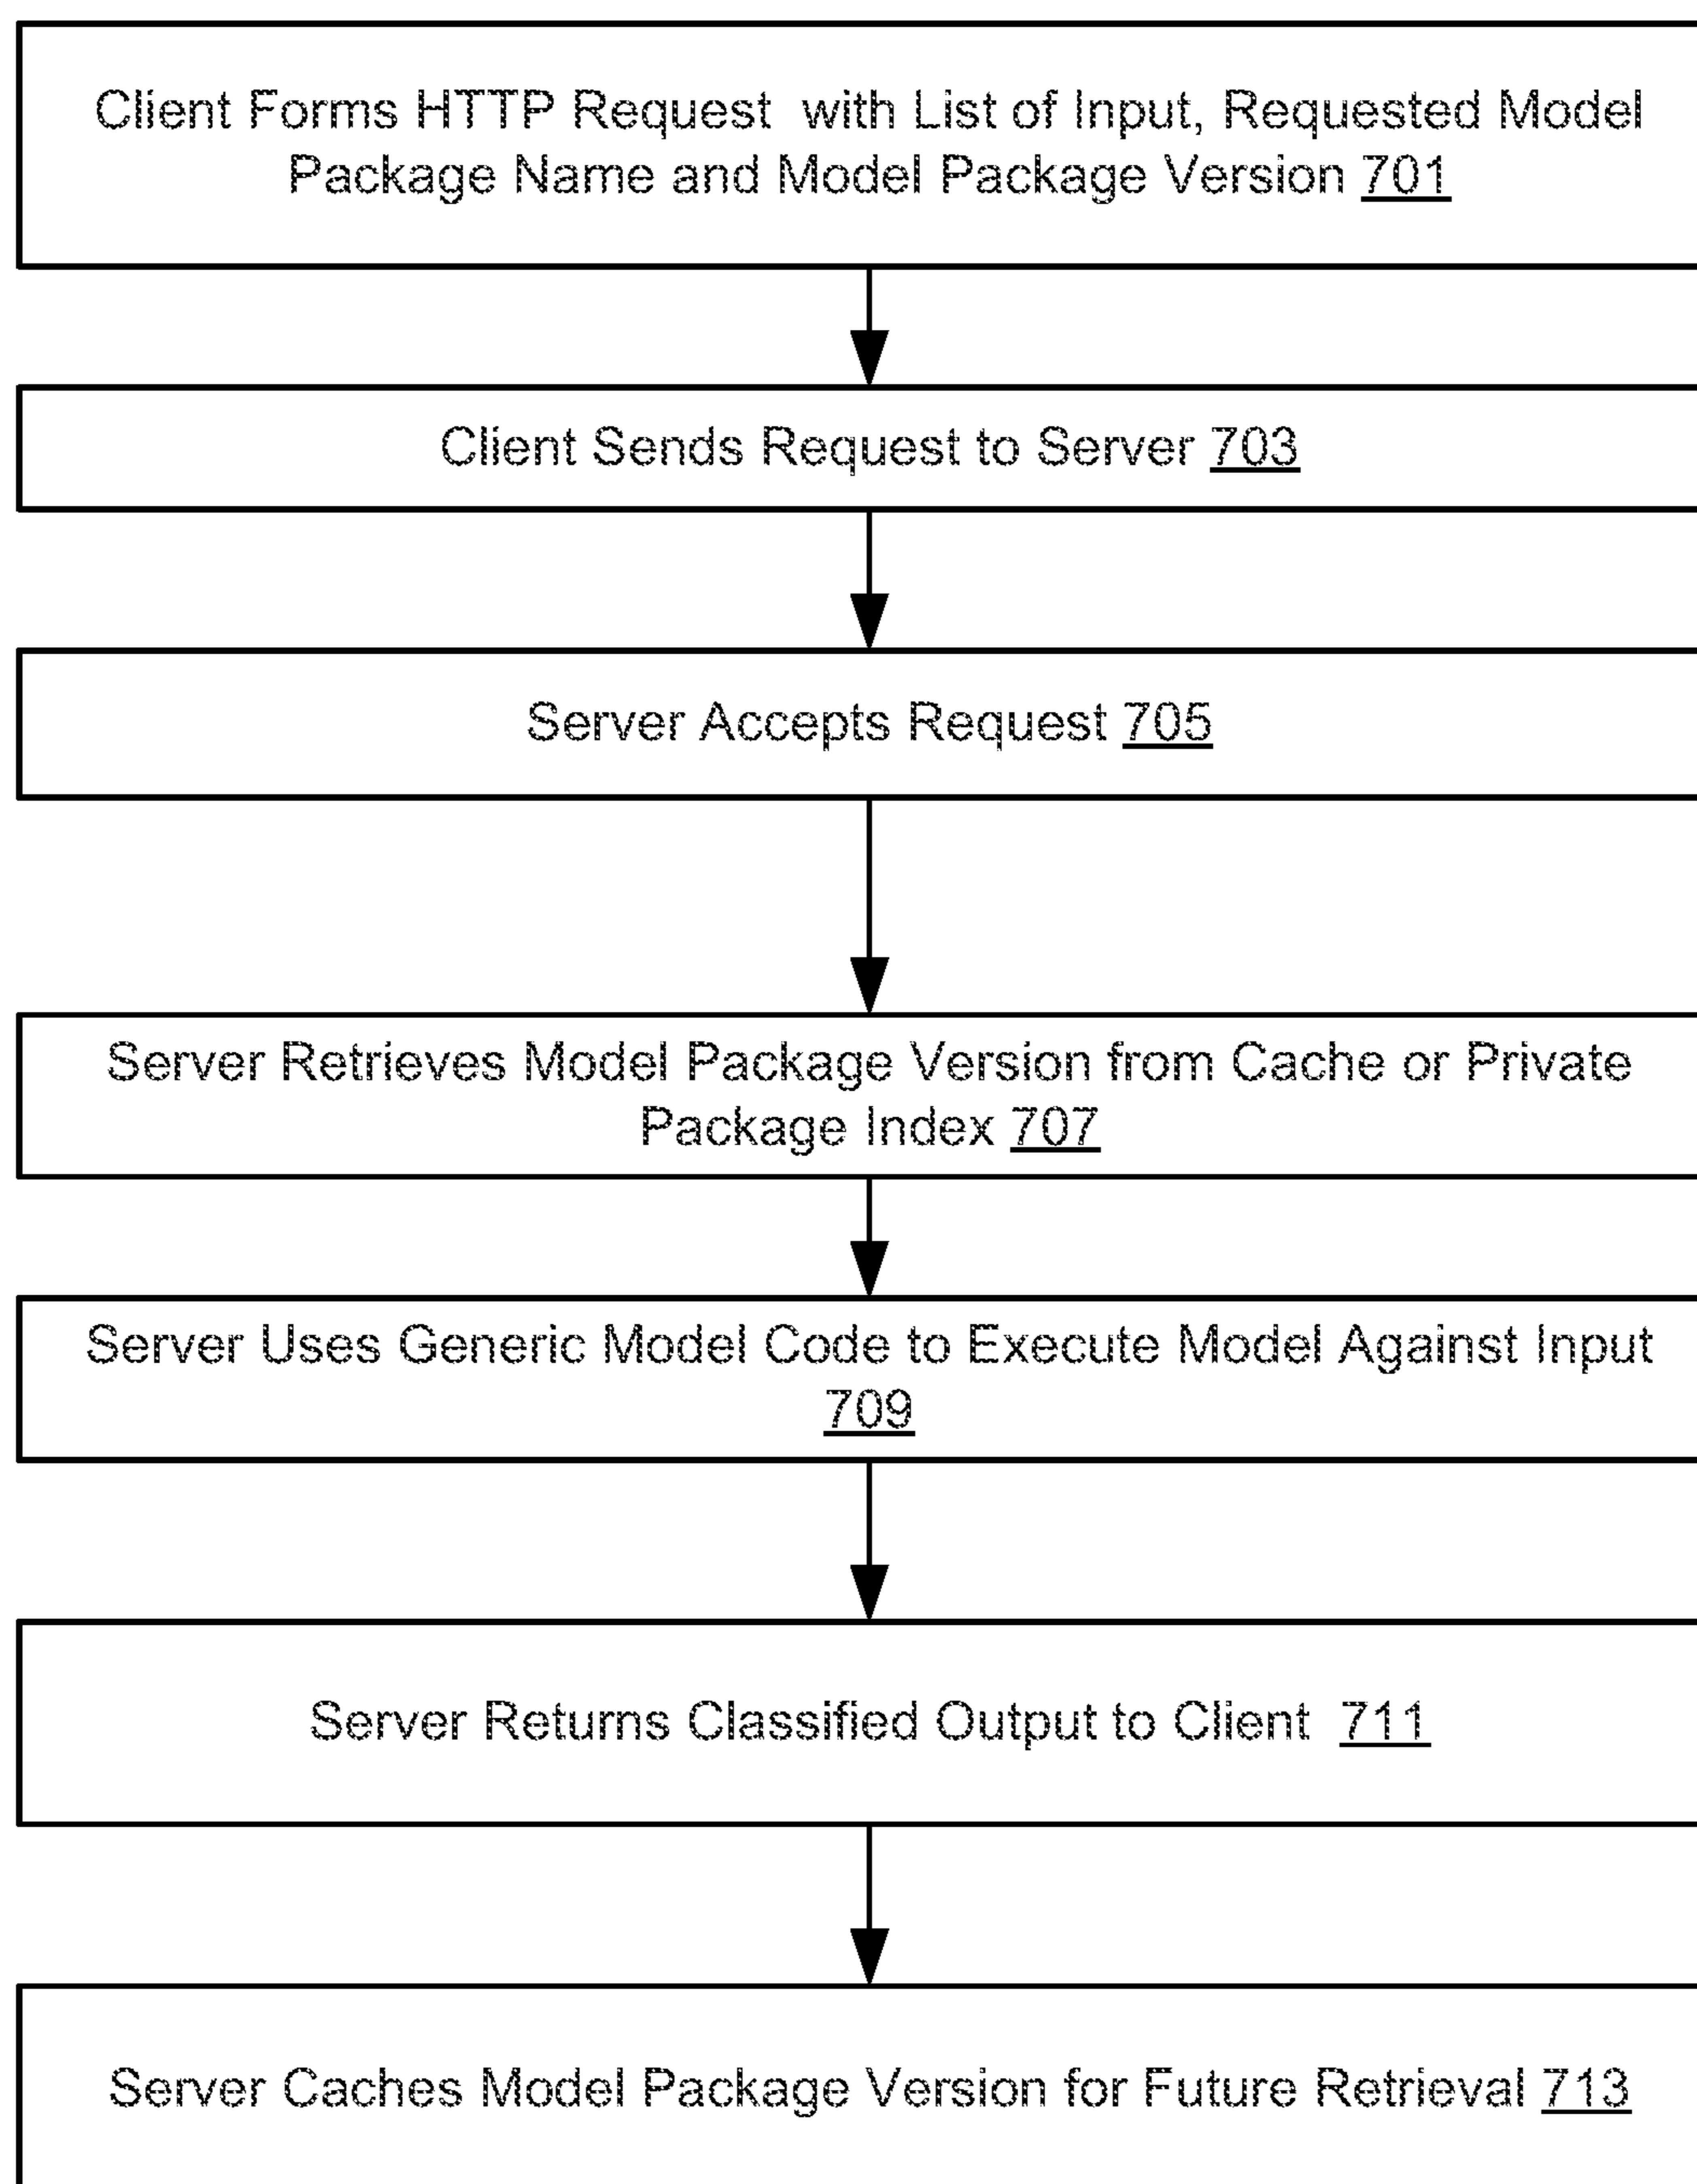 Client Forms HTTP Request with List of Input, Requested Model
Package Name and Model Package Version 701
Client Sends Request to Server 703
Server Accepts Request 705
Server Retrieves Model Package Version from Cache or Private
Package Index 707
Server Uses Generic Model Code to Execute Model Against Input
709
Server Returns Classified Output to Client 711
Server Caches Model Package Version for Future Retrieval 713